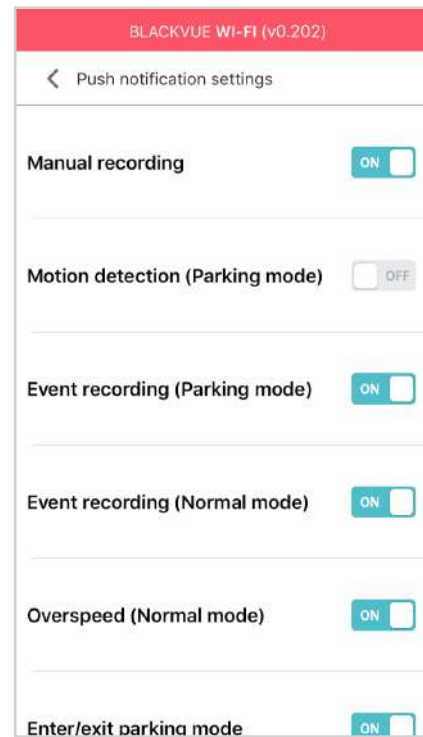 BLACKVUE WI-FI (v0.202)
Push notification settings
Manual recording ON
Motion detection (Parking mode) OFF
Event recording (Parking mode) ON
Event recording (Normal mode) ON
Overspeed (Normal mode) ON
Enter/exit parking mode ON